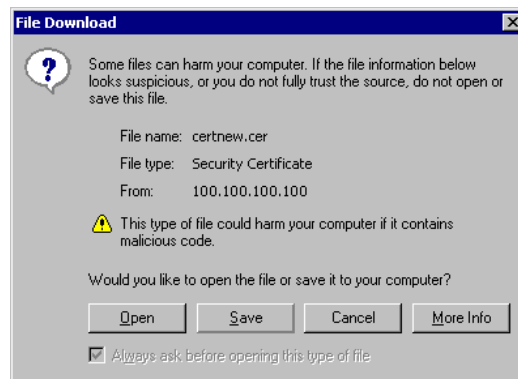 File Download
Some files can harm your computer. If the file information below
looks suspicious, or you do not fully trust the source, do not open or
save this file.
File name: certnew.cer
File type: Security Certificate
From: 100.100.100.100
This type of file could harm your computer if it contains
malicious code.
Would you like to open the file or save it to your computer?
Open Save Cancel More Info
Always ask before opening this type of file